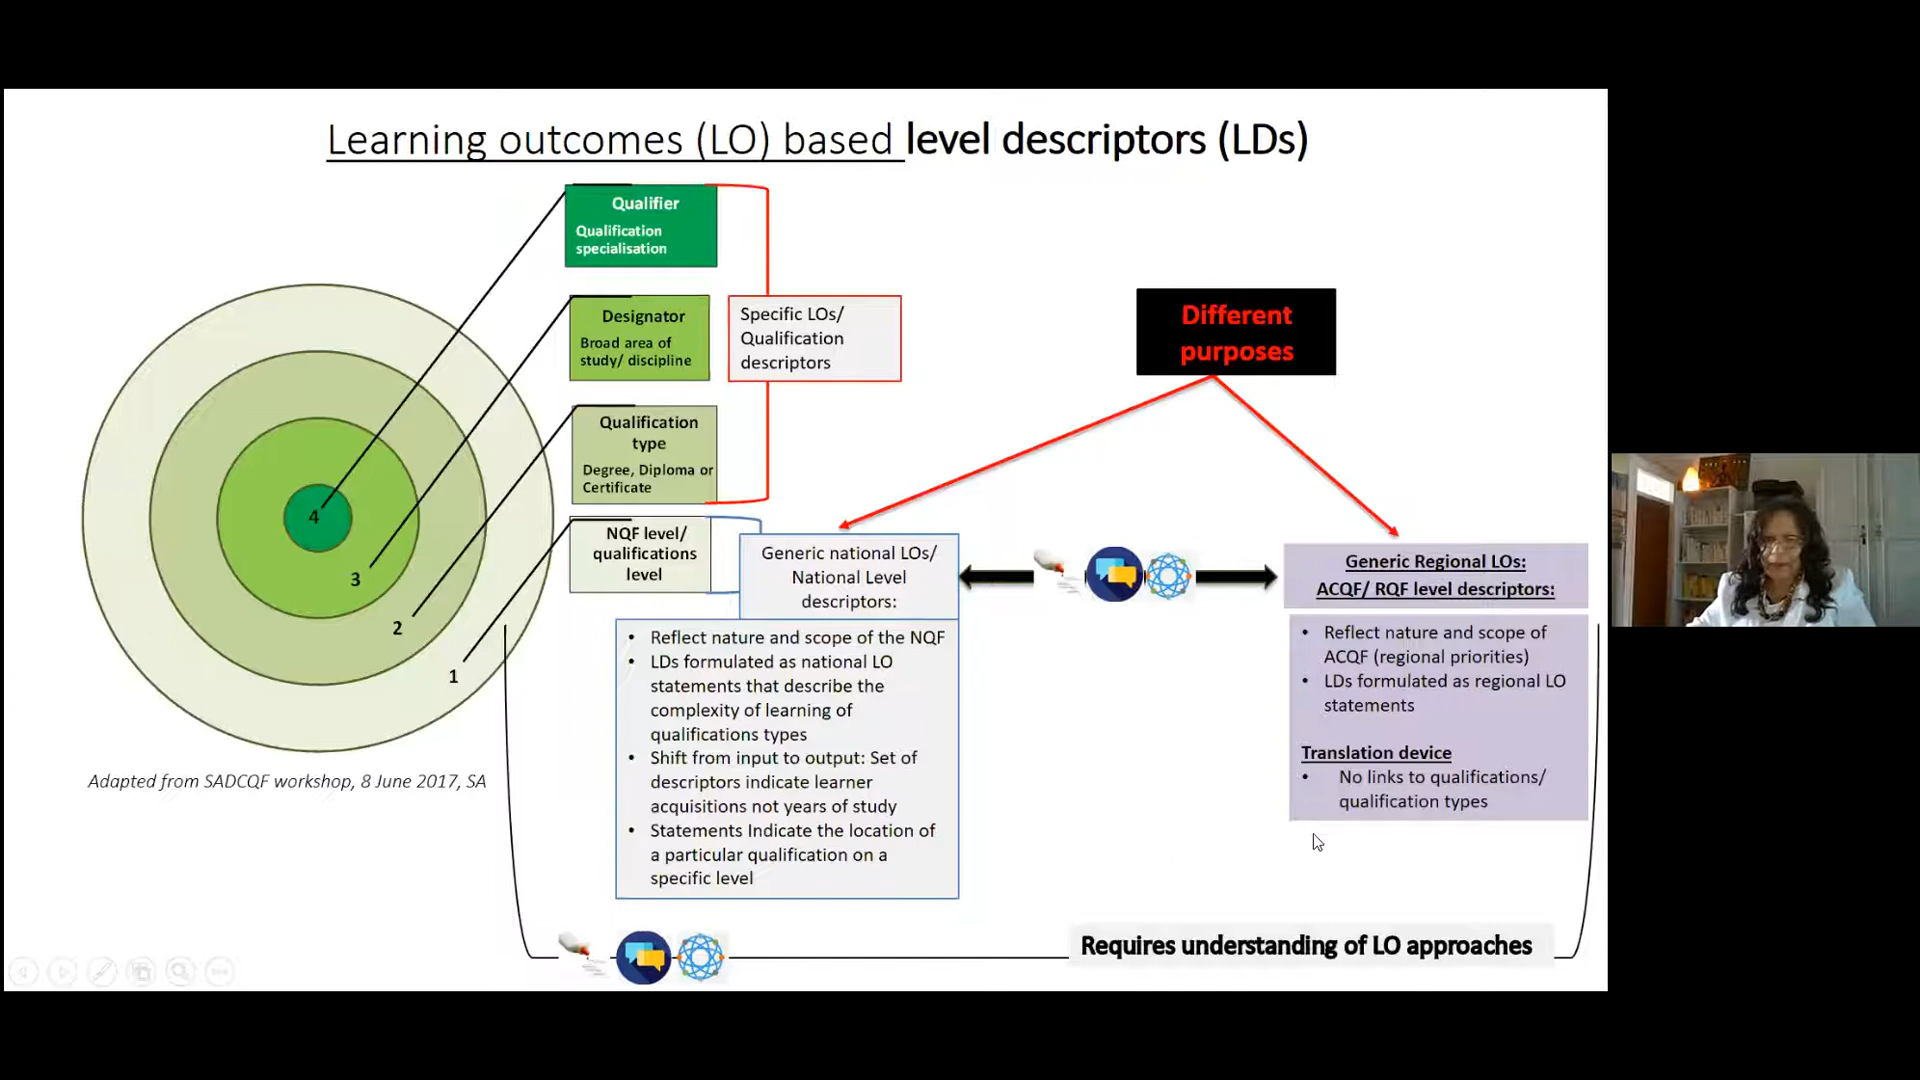 Learning outcomes (LO) based level descriptors (LDs)
Qualifier
Qualification
specialisation
Designator
Broad area of
study/ discipline
Specific LOs/
Qualification
descriptors
Qualification
type
Degree, Diploma or
Certificate
NQF level/
qualifications
level
4
3
2
1
Adapted from SADCQF workshop, 8 June 2017, SA
Different
purposes
Generic national LOs/
National Level
descriptors:
• Reflect nature and scope of the NQF
• LDs formulated as national LO
statements that describe the
complexity of learning of
qualifications types
• Shift from input to output: Set of
descriptors indicate learner
acquisitions not years of study
• Statements Indicate the location of
a particular qualification on a
specific level
Generic Regional LOs:
ACQF/ RQF level descriptors:
• Reflect nature and scope of
ACQF (regional priorities)
• LDs formulated as regional LO
statements
Translation device
• No links to qualifications/
qualification types
Requires understanding of LO approaches